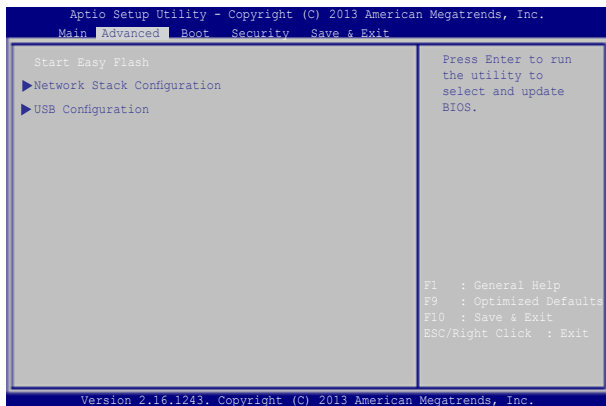 Aptio Setup Utility - Copyright (C) 2013 American Megatrends, Inc.
Main Advanced Boot Security Save & Exit
Start Easy Flash
Network Stack Configuration
USB Configuration
Press Enter to run
the utility to
select and update
BIOS.
F1 : General Help
F9 : Optimized Defaults
F10 : Save & Exit
ESC/Right Click : Exit
Version 2.16.1243. Copyright (C) 2013 American Megatrends, Inc.